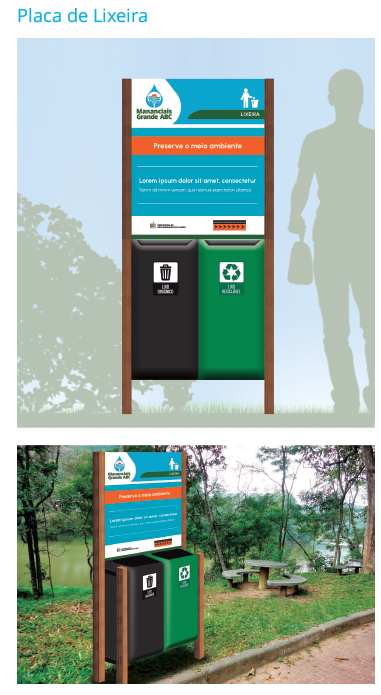 Placa de Lixeira
Mananciais
Grande ABC
LIXEIRA
Preserve o meio ambiente
Lorem ipsum dolor sit amet, consectetur
LIXO
ORGÂNICO
LIXO
RECICLÁVEL
Mananciais
Grande ABC
LIXEIRA
Preserve o meio ambiente
Lorem ipsum dolor sit amet, consectetur